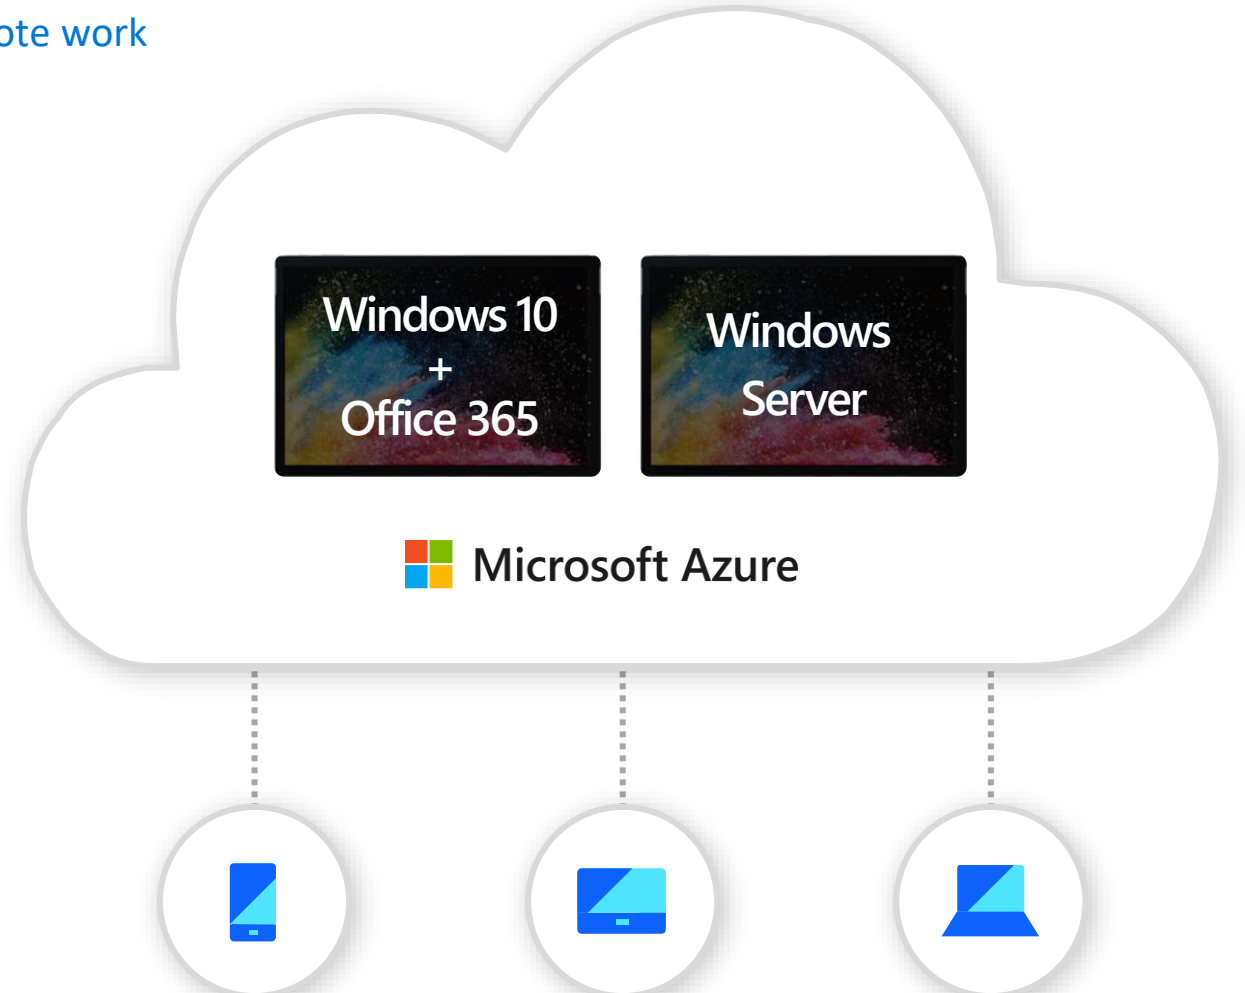 ote work
Windows 10
+
Office 365
Windows
Server
Microsoft Azure